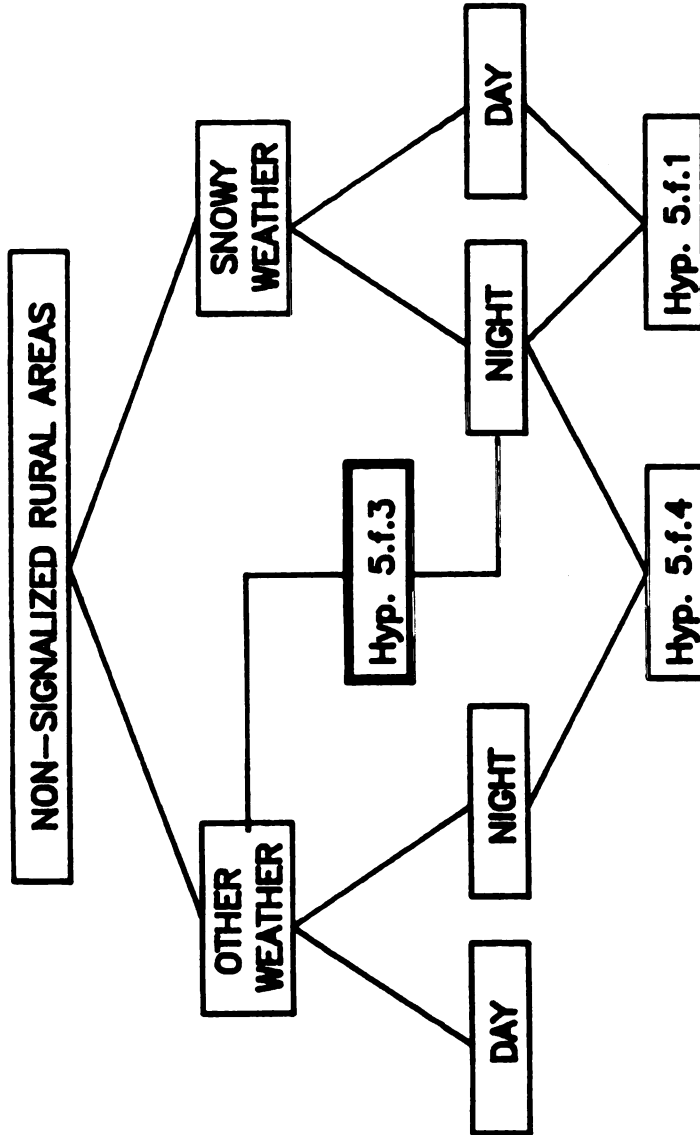 NON-SIGNALIZED RURAL AREAS
OTHER
WEATHER
SNOWY
WEATHER
Hyp. 5.f.3
DAY
NIGHT
NIGHT
DAY
Hyp. 5.f.4
Hyp. 5.f.1